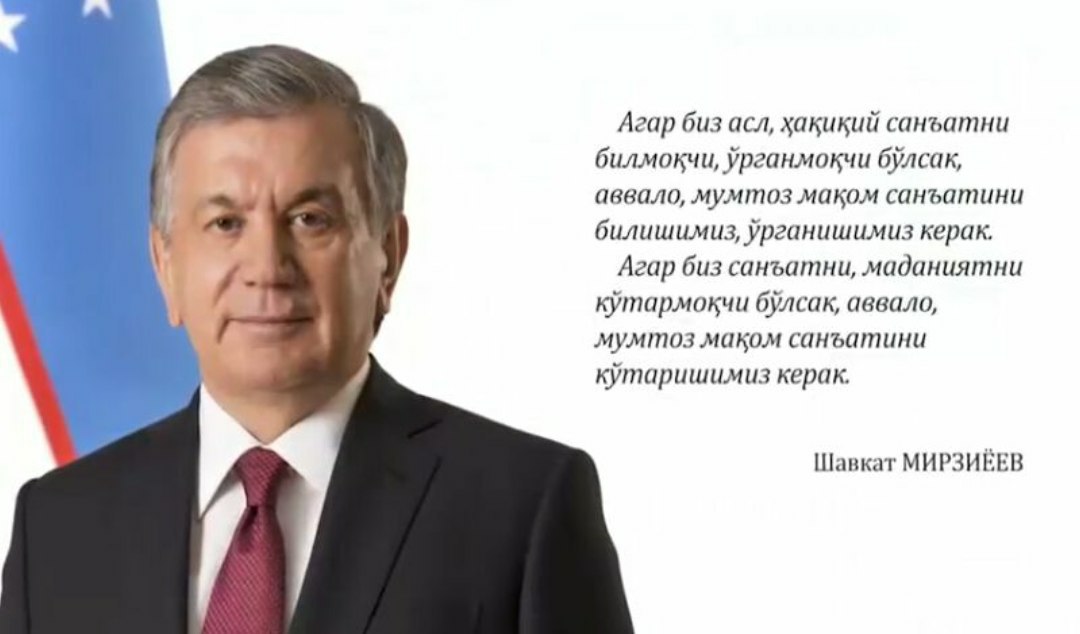 Агар биз асл, ҳақиқий санъатни
билмоқчи, ўрганмоқчи бўлсак,
аввало, мумтоз мақом санъатини
билишимиз, ўрганишимиз керак.
Агар биз санъатни, маданиятни
кўтармоқчи бўлсак, аввало,
мумтоз мақом санъатини
кўтаришимиз керак.
Шавкат МИРЗИЁЕВ